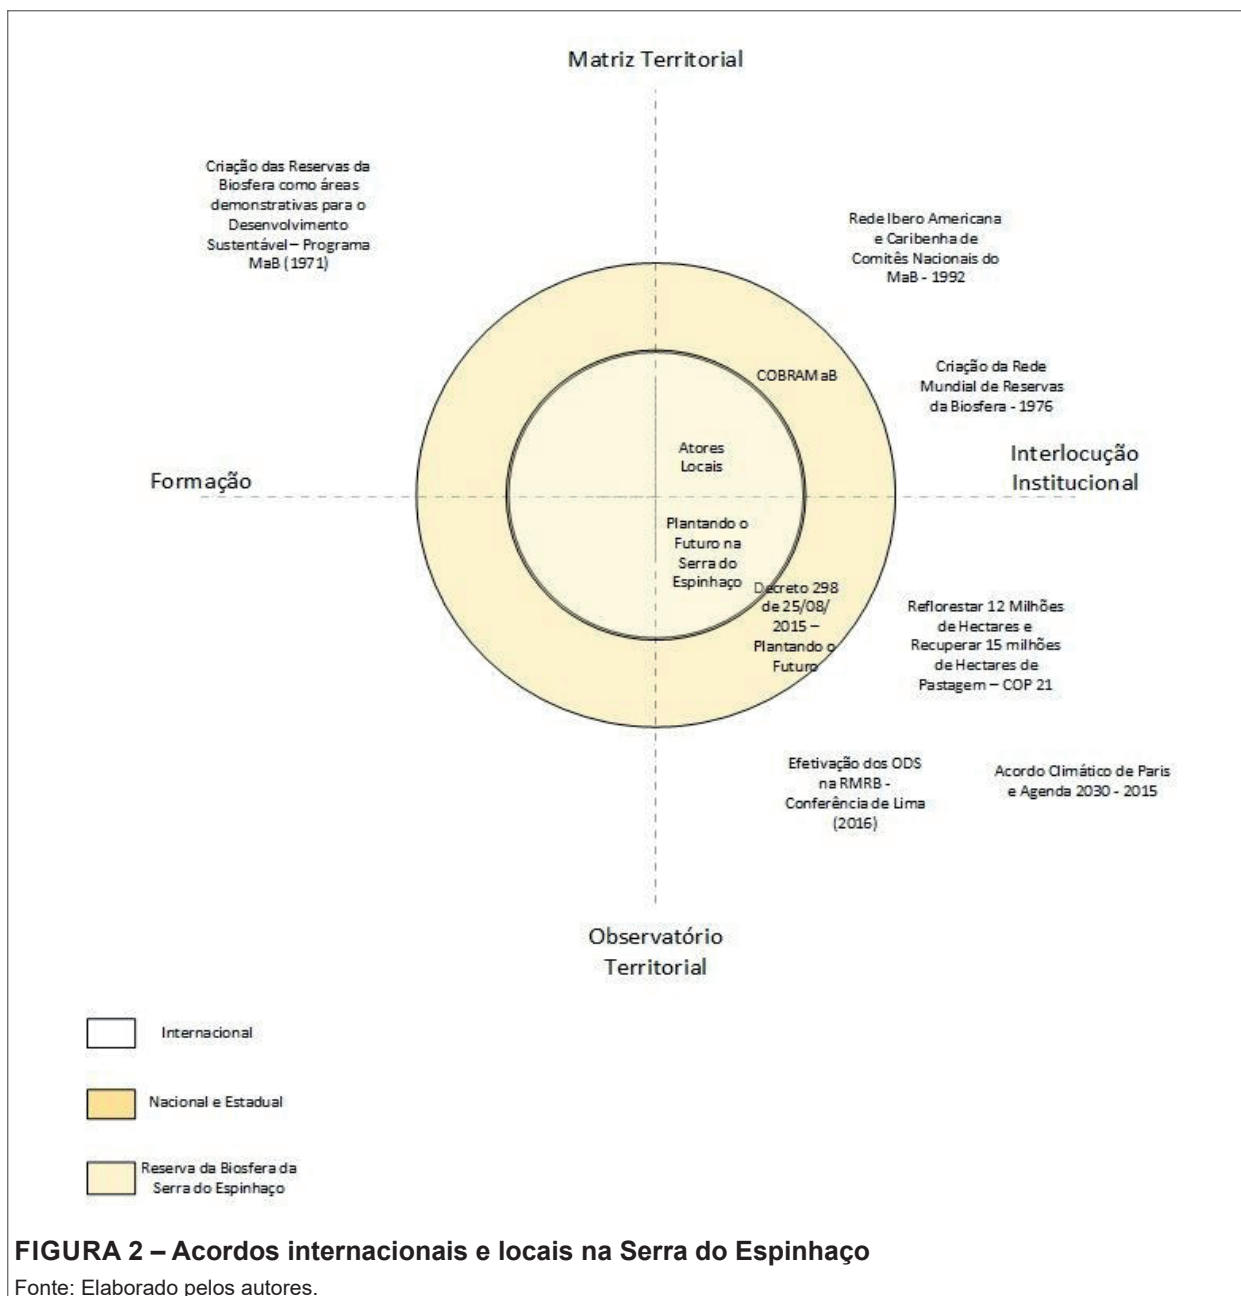 Matriz Territorial
Criação das Reservas da
Biosfera como áreas
demonstrativas para o
Desenvolvimento
Sustentável – Programa
MaB (1971)
Rede Ibero Americana
e Caribenha de
Comitês Nacionais do
MaB - 1992
COBRAMaB
Criação da Rede
Mundial de Reservas
da Biosfera - 1976
Atores
Locais
Formação
Interlocução
Institucional
Plantando o
Futuro na
Serra do
Espinhaço
Decreto 298
de 25/08/
2015 –
Plantando o
Futuro
Reflorestar 12 Milhões
de Hectares e
Recuperar 15 milhões
de Hectares de
Pastagem – COP 21
Efetivação dos ODS
na RMRB -
Conferência de Lima
(2016)
Acordo Climático de Paris
e Agenda 2030 - 2015
Observatório
Territorial
Internacional
Nacional e Estadual
Reserva da Biosfera da
Serra do Espinhaço
FIGURA 2 – Acordos internacionais e locais na Serra do Espinhaço
Fonte: Elaborado pelos autores.